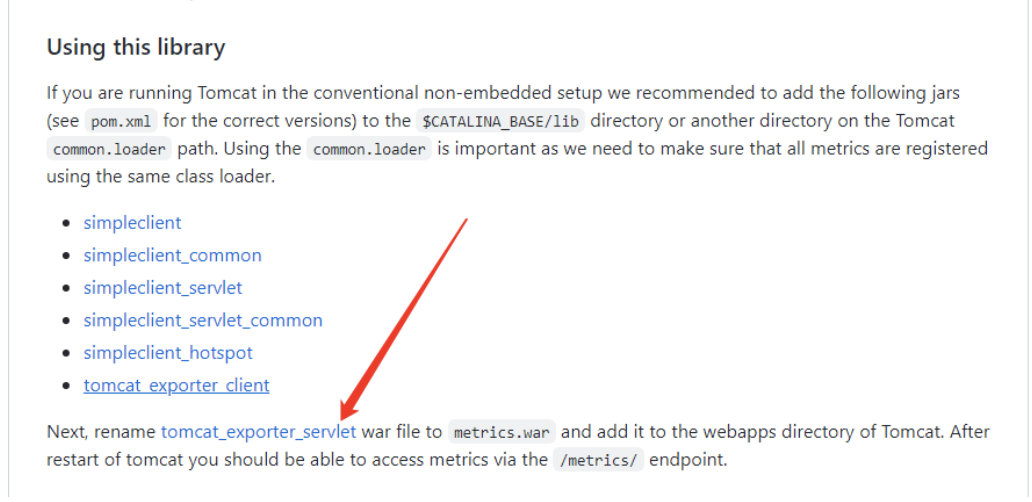 Using this library
If you are running Tomcat in the conventional non-embedded setup we recommended to add the following jars
(see pom.xml for the correct versions) to the $CATALINA_BASE/lib directory or another directory on the Tomcat
common.loader path. Using the common.loader is important as we need to make sure that all metrics are registered
using the same class loader.
simpleclient
simpleclient_common
simpleclient_servlet
simpleclient_servlet_common
simpleclient_hotspot
tomcat_exporter_client
Next, rename tomcat_exporter_servlet war file to metrics.war and add it to the webapps directory of Tomcat. After
restart of tomcat you should be able to access metrics via the /metrics/ endpoint.